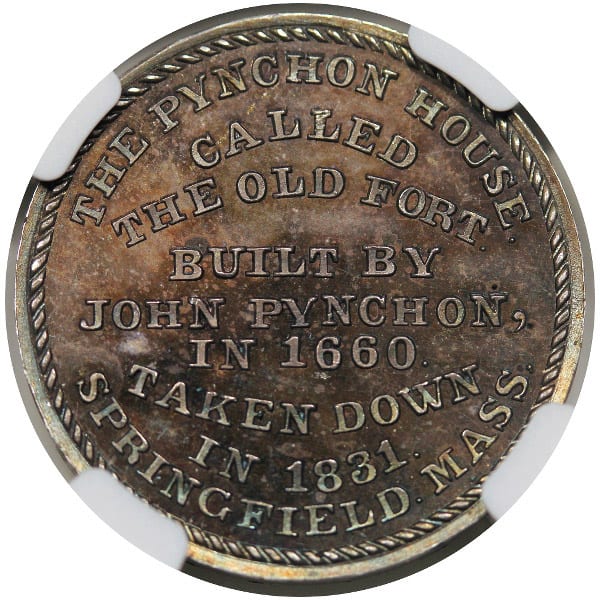 THE PYNCHON HOUSE.
CALLED
THE OLD FORT.
BUILT BY
JOHN PYNCHON,
IN 1660.
TAKEN DOWN
IN 1831.
SPRINGFIELD. MASS.